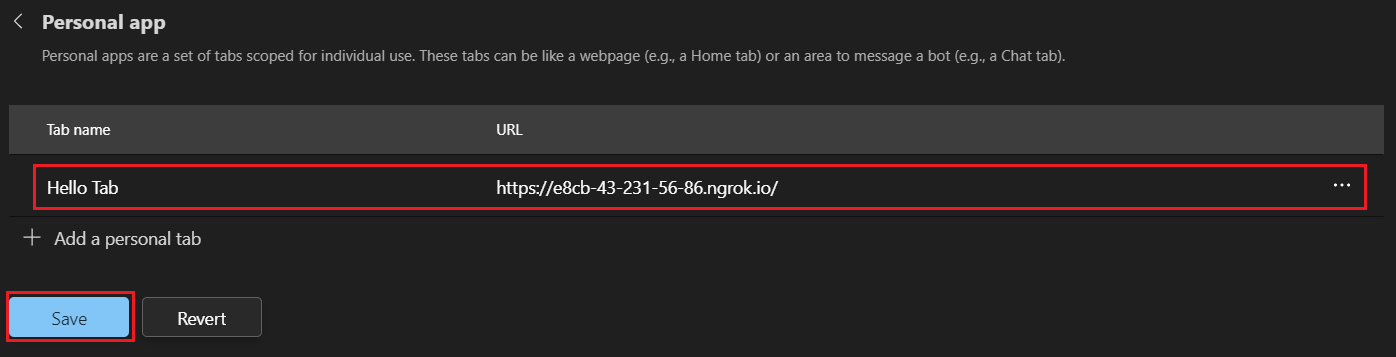 Personal app
Personal apps are a set of tabs scoped for individual use. These tabs can be like a webpage (e.g., a Home tab) or an area to message a bot (e.g., a Chat tab).
Tab name URL
Hello Tab https://e8cb-43-231-56-86.ngrok.io/ ...
+ Add a personal tab
Save Revert